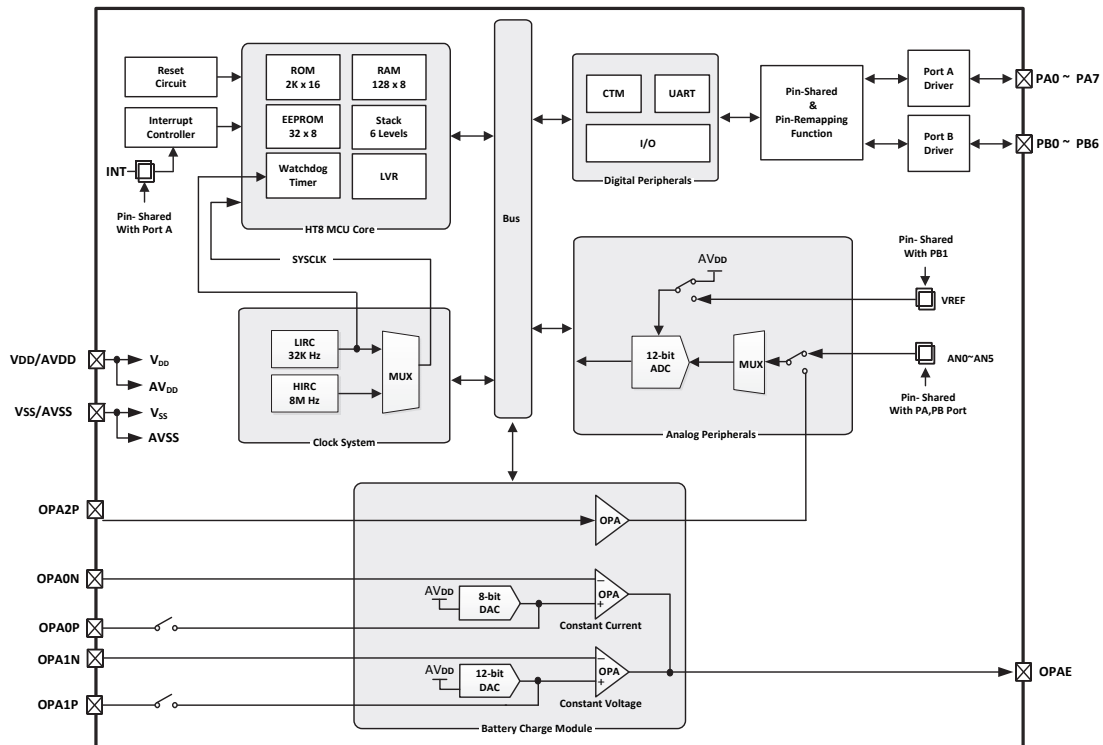 Reset
Circuit
Interrupt
Controller
INT
Pin- Shared
With Port A
ROM
2K x 16
RAM
128 x 8
EEPROM
32 x 8
Stack
6 Levels
Watchdog
Timer
LVR
HT8 MCU Core
SYSCLK
LIRC
32K Hz
HIRC
8M Hz
MUX
Clock System
Bus
CTM
UART
I/O
Digital Peripherals
Pin-Shared
&
Pin-Remapping
Function
Port A
Driver
Port B
Driver
PA0 ~ PA7
PB0 ~ PB6
AVDD
12-bit
ADC
MUX
Analog Peripherals
Pin- Shared
With PB1
VREF
AN0~AN5
Pin- Shared
With PA,PB Port
VDD/AVDD
VDD
AVDD
VSS/AVSS
VSS
AVSS
OPA2P
OPA
OPA0N
AVDD
8-bit
DAC
−
OPA
+
Constant Current
OPA0P
OPA1N
AVDD
12-bit
DAC
−
OPA
+
Constant Voltage
OPA1P
OPAE
Battery Charge Module